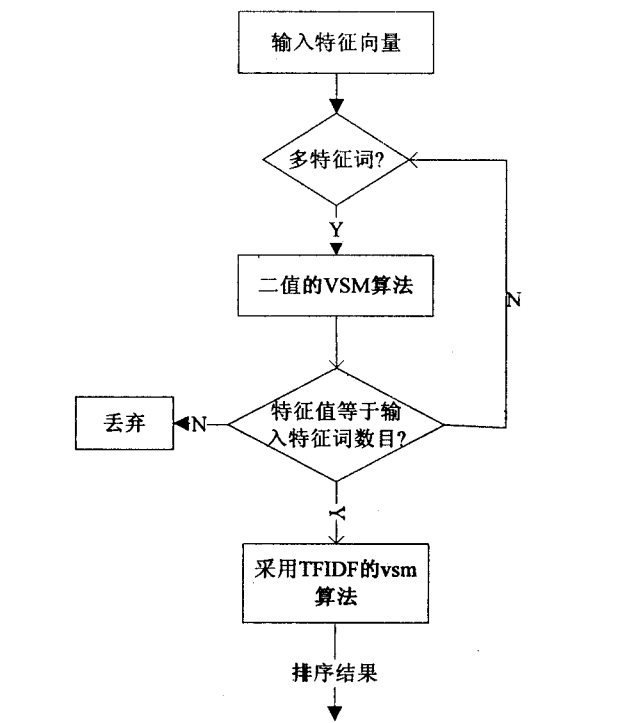 输入特征向量
多特征词?
Y
二值的VSM算法
N
特征值等于输
入特征词数目?
N
丢弃
Y
采用TFIDF的vsm
算法
排序结果